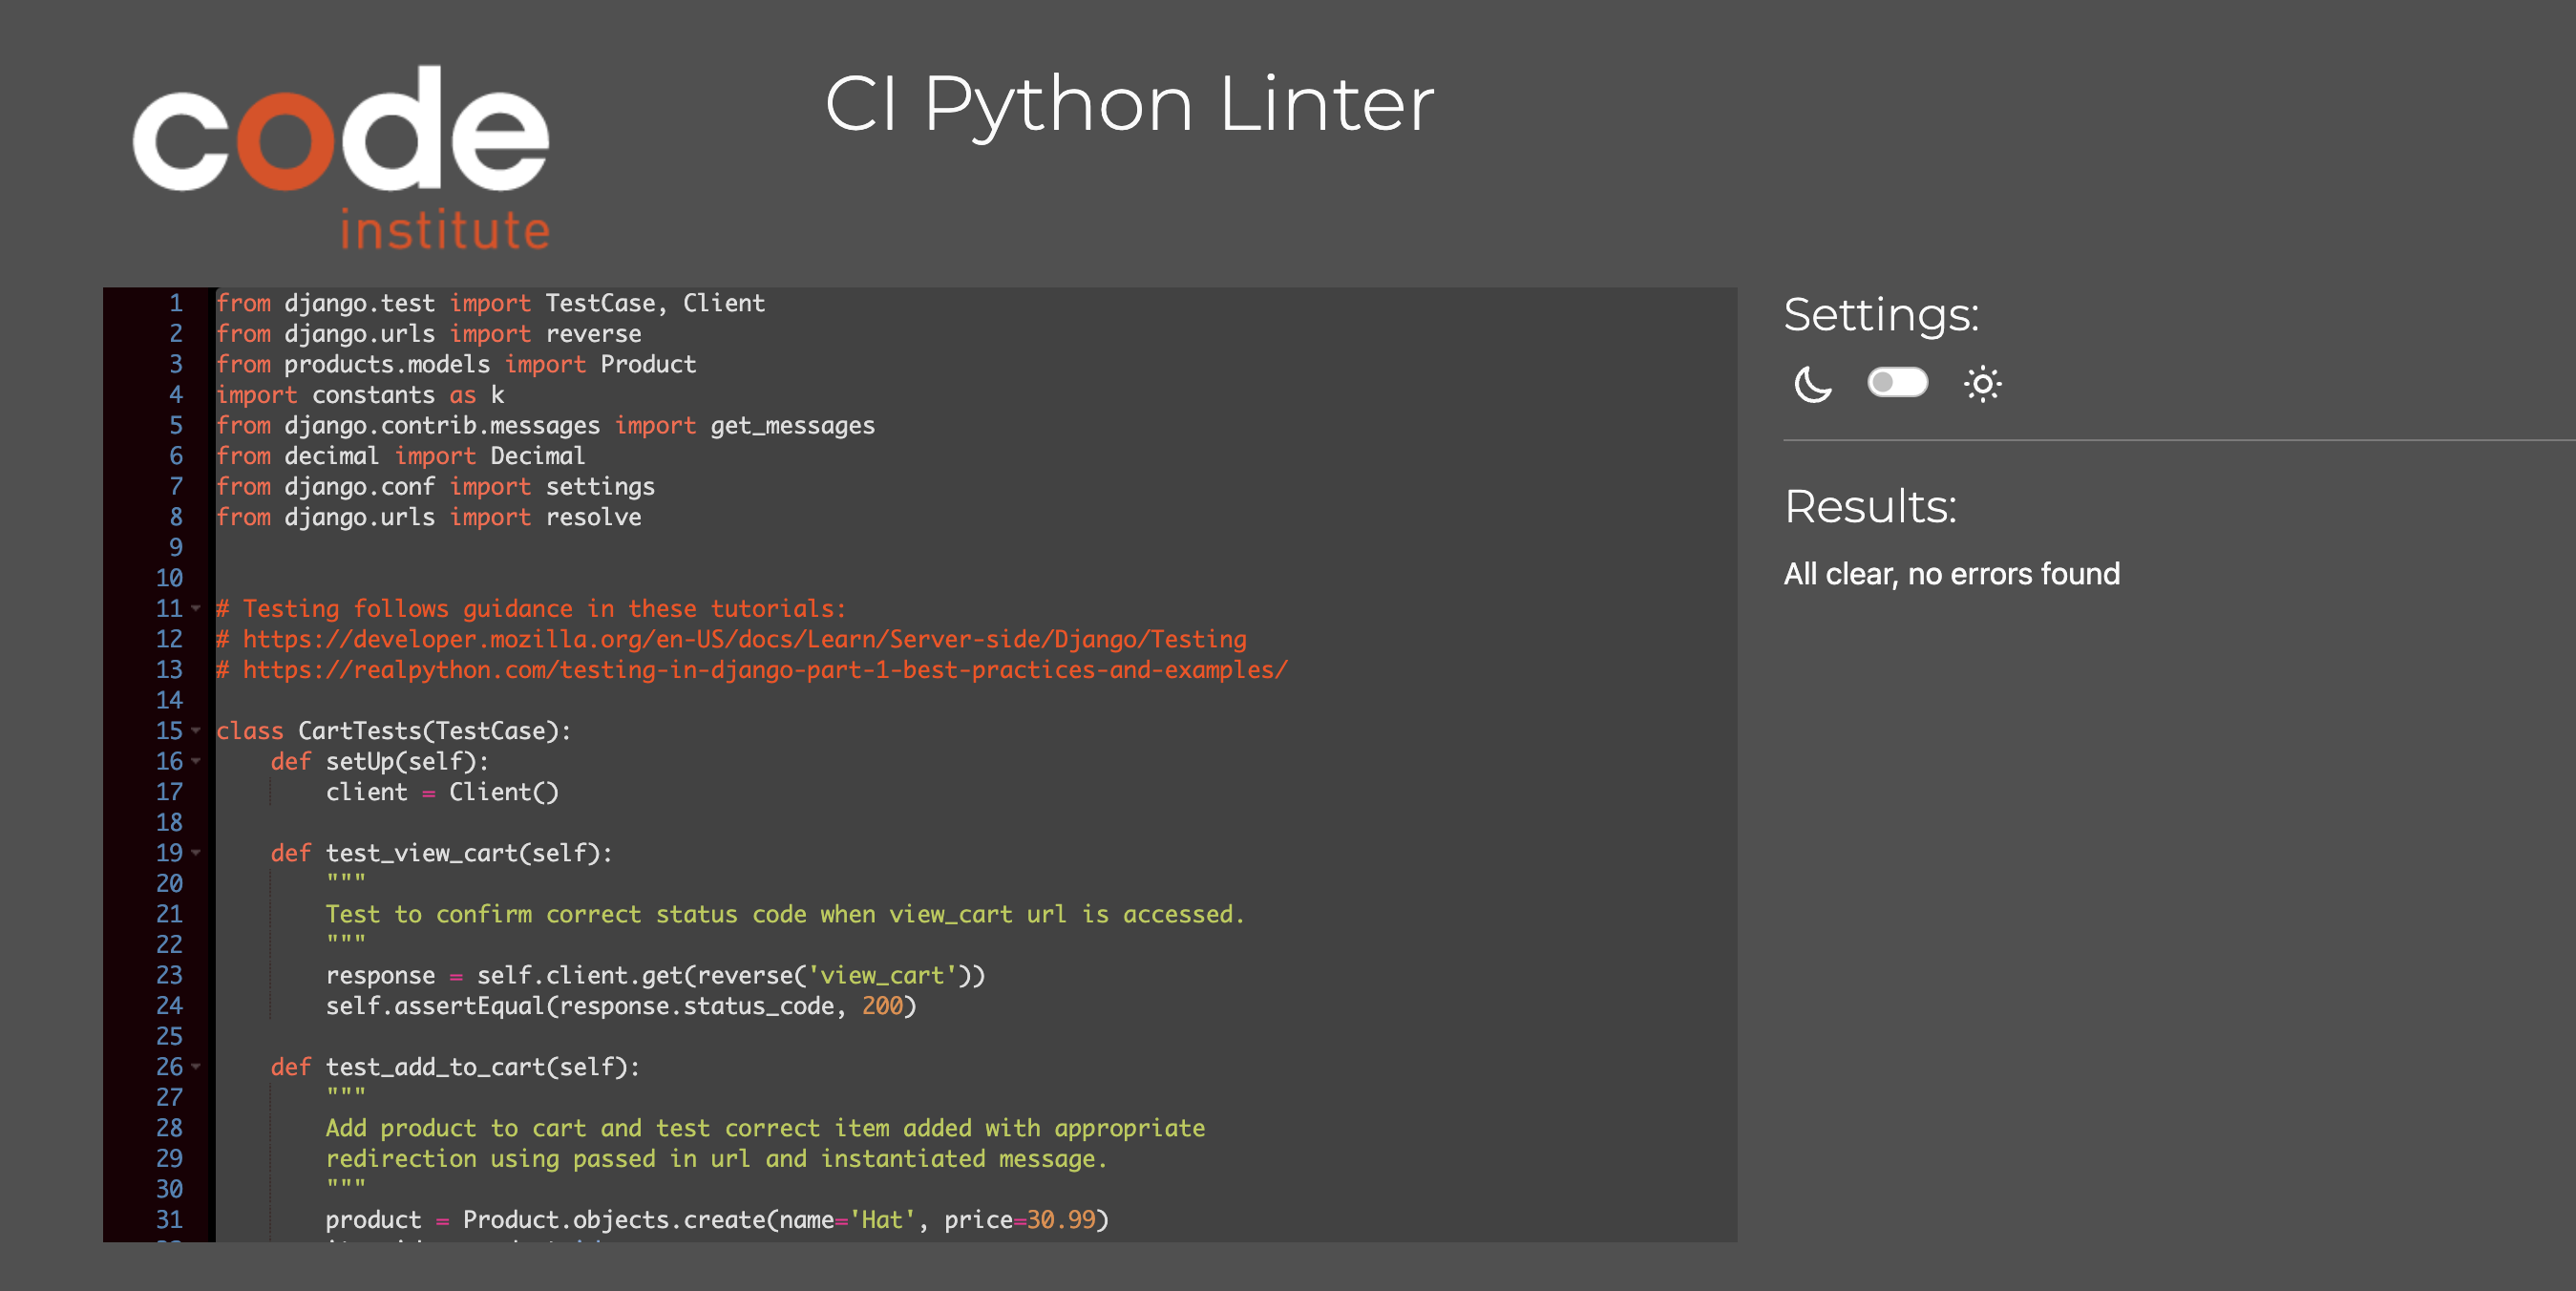 code
institute
CI Python Linter
1 from django.test import TestCase, Client
2 from django.urls import reverse
3 from products.models import Product
4 import constants as k
5 from django.contrib.messages import get_messages
6 from decimal import Decimal
7 from django.conf import settings
8 from django.urls import resolve
9
10
11 # Testing follows guidance in these tutorials:
12 # https://developer.mozilla.org/en-US/docs/Learn/Server-side/Django/Testing
13 # https://realpython.com/testing-in-django-part-1-best-practices-and-examples/
14
15 class CartTests(TestCase):
16     def setUp(self):
17         client = Client()
18
19     def test_view_cart(self):
20         """
21         Test to confirm correct status code when view_cart url is accessed.
22         """
23         response = self.client.get(reverse('view_cart'))
24         self.assertEqual(response.status_code, 200)
25
26     def test_add_to_cart(self):
27         """
28         Add product to cart and test correct item added with appropriate
29         redirection using passed in url and instantiated message.
30         """
31         product = Product.objects.create(name='Hat', price=30.99)
Settings:
Results:
All clear, no errors found